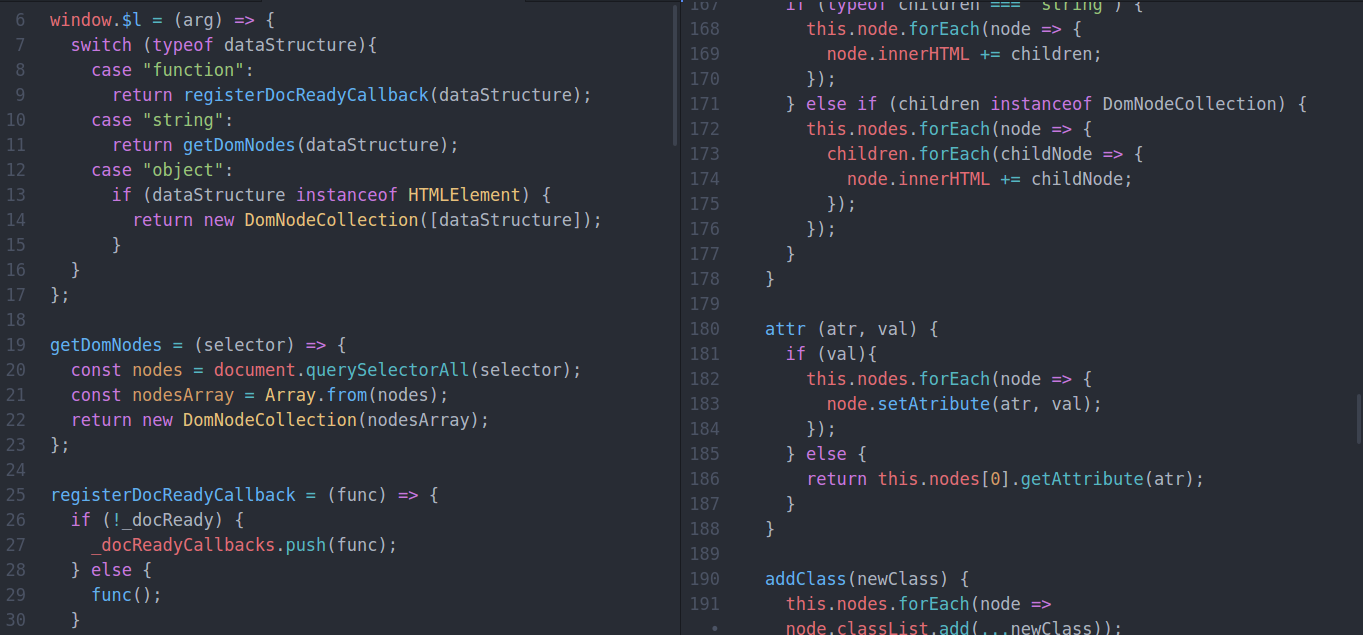 6 window.$l = (arg) => {
7 switch (typeof dataStructure){
8 case "function":
9 return registerDocReadyCallback(dataStructure);
10 case "string":
11 return getDomNodes(dataStructure);
12 case "object":
13 if (dataStructure instanceof HTMLElement) {
14 return new DomNodeCollection([dataStructure]);
15 }
16 }
17 };
18
19 getDomNodes = (selector) => {
20 const nodes = document.querySelectorAll(selector);
21 const nodesArray = Array.from(nodes);
22 return new DomNodeCollection(nodesArray);
23 };
24
25 registerDocReadyCallback = (func) => {
26 if (!_docReady) {
27 _docReadyCallbacks.push(func);
28 } else {
29 func();
30 }
167 if (typeof children === "string") {
168 this.node.forEach(node => {
169 node.innerHTML += children;
170 });
171 } else if (children instanceof DomNodeCollection) {
172 this.nodes.forEach(node => {
173 children.forEach(childNode => {
174 node.innerHTML += childNode;
175 });
176 });
177 }
178 }
179
180 attr (atr, val) {
181 if (val){
182 this.nodes.forEach(node => {
183 node.setAtribute(atr, val);
184 });
185 } else {
186 return this.nodes[0].getAttribute(atr);
187 }
188 }
189
190 addClass(newClass) {
191 this.nodes.forEach(node =>
• node.classList.add(...newClass));